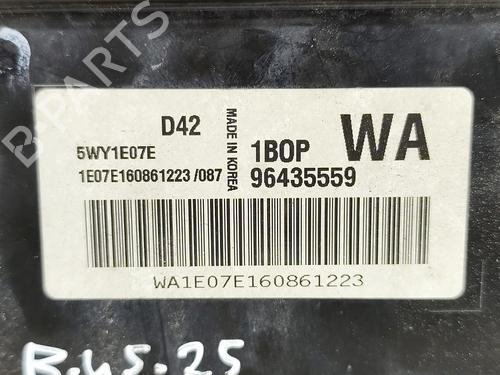 D42
5WY1E07E
1E07E160861223 /087
MADE IN KOREA
1BOP
WA
96435559
WA1E07E160861223
B.45.25
B-PARTS